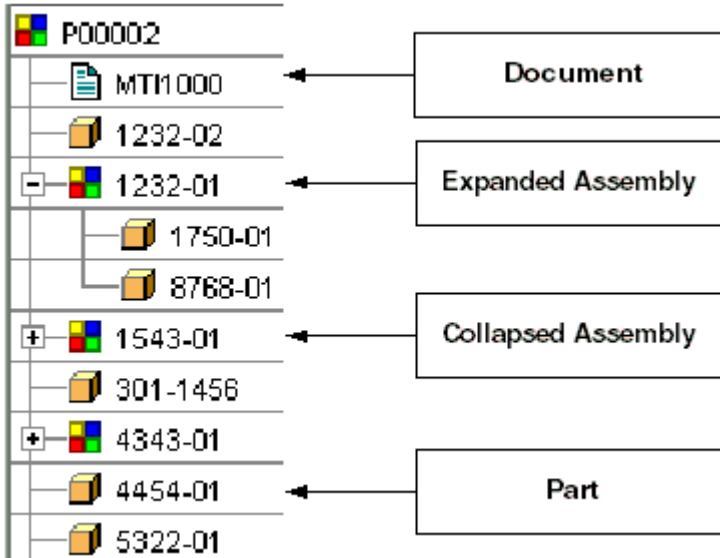 P00002
MTI1000
Document
1232-02
1232-01
Expanded Assembly
1750-01
8768-01
1543-01
Collapsed Assembly
301-1456
4343-01
4454-01
Part
5322-01